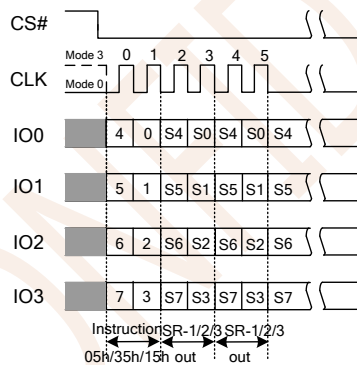 CS#
Mode 3 0 1 2 3 4 5
CLK Mode 0
IO0 4 0 S4 S0 S4 S0 S4
IO1 5 1 S5 S1 S5 S1 S5
IO2 6 2 S6 S2 S6 S2 S6
IO3 7 3 S7 S3 S7 S3 S7
Instruction SR-1/2/3 SR-1/2/3
05h/35h/15h out out